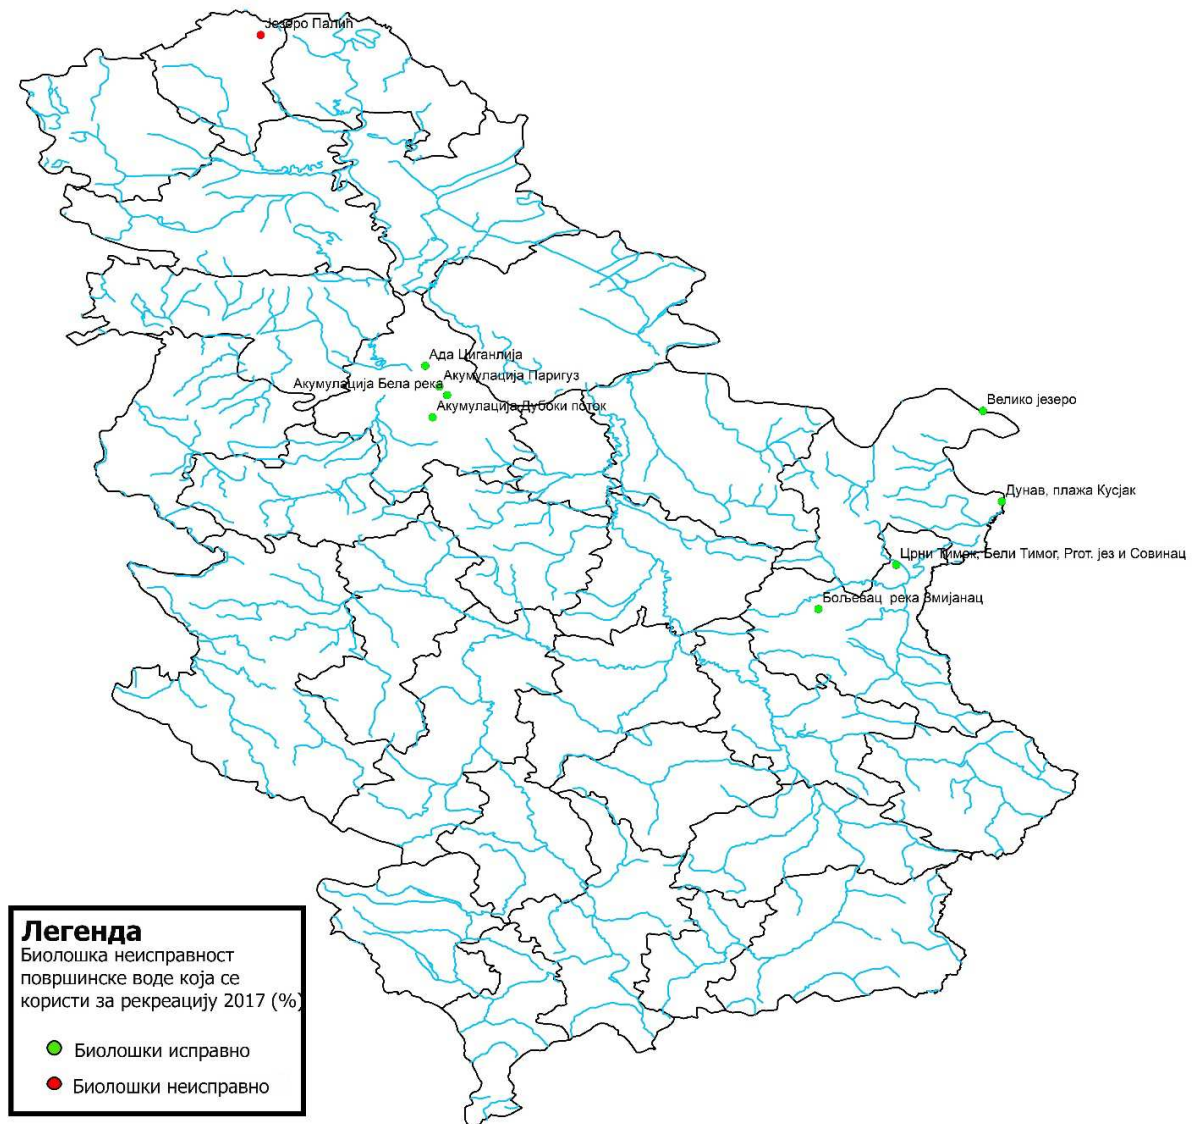 Језеро Палић
Ада Циганлија
Акумулација Паригуз
Акумулација Бела река
Акумулација Дубоки поток
Велико језеро
Дунав, плажа Кусјак
Црни Тимок, Бели Тимог, Prot. јез и Совинац
Бољевац река Змијанац
Легенда
Биолошка неисправност
површинске воде која се
користи за рекреацију 2017 (%)
Биолошки исправно
Биолошки неисправно